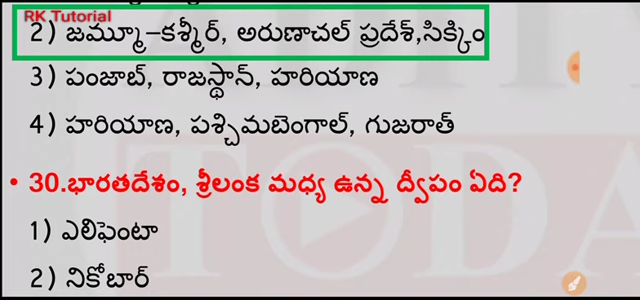 RK Tutorial
2) జమ్మూ-కశ్మీర్, అరుణాచల్ ప్రదేశ్,సిక్కిం
3) పంజాబ్, రాజస్థాన్, హరియాణ
4) హరియాణ, పశ్చిమబెంగాల్, గుజరాత్
• 30.భారతదేశం, శ్రీలంక మధ్య ఉన్న ద్వీపం ఏది?
1) ఎలిఫెంటా
2) నికోబార్